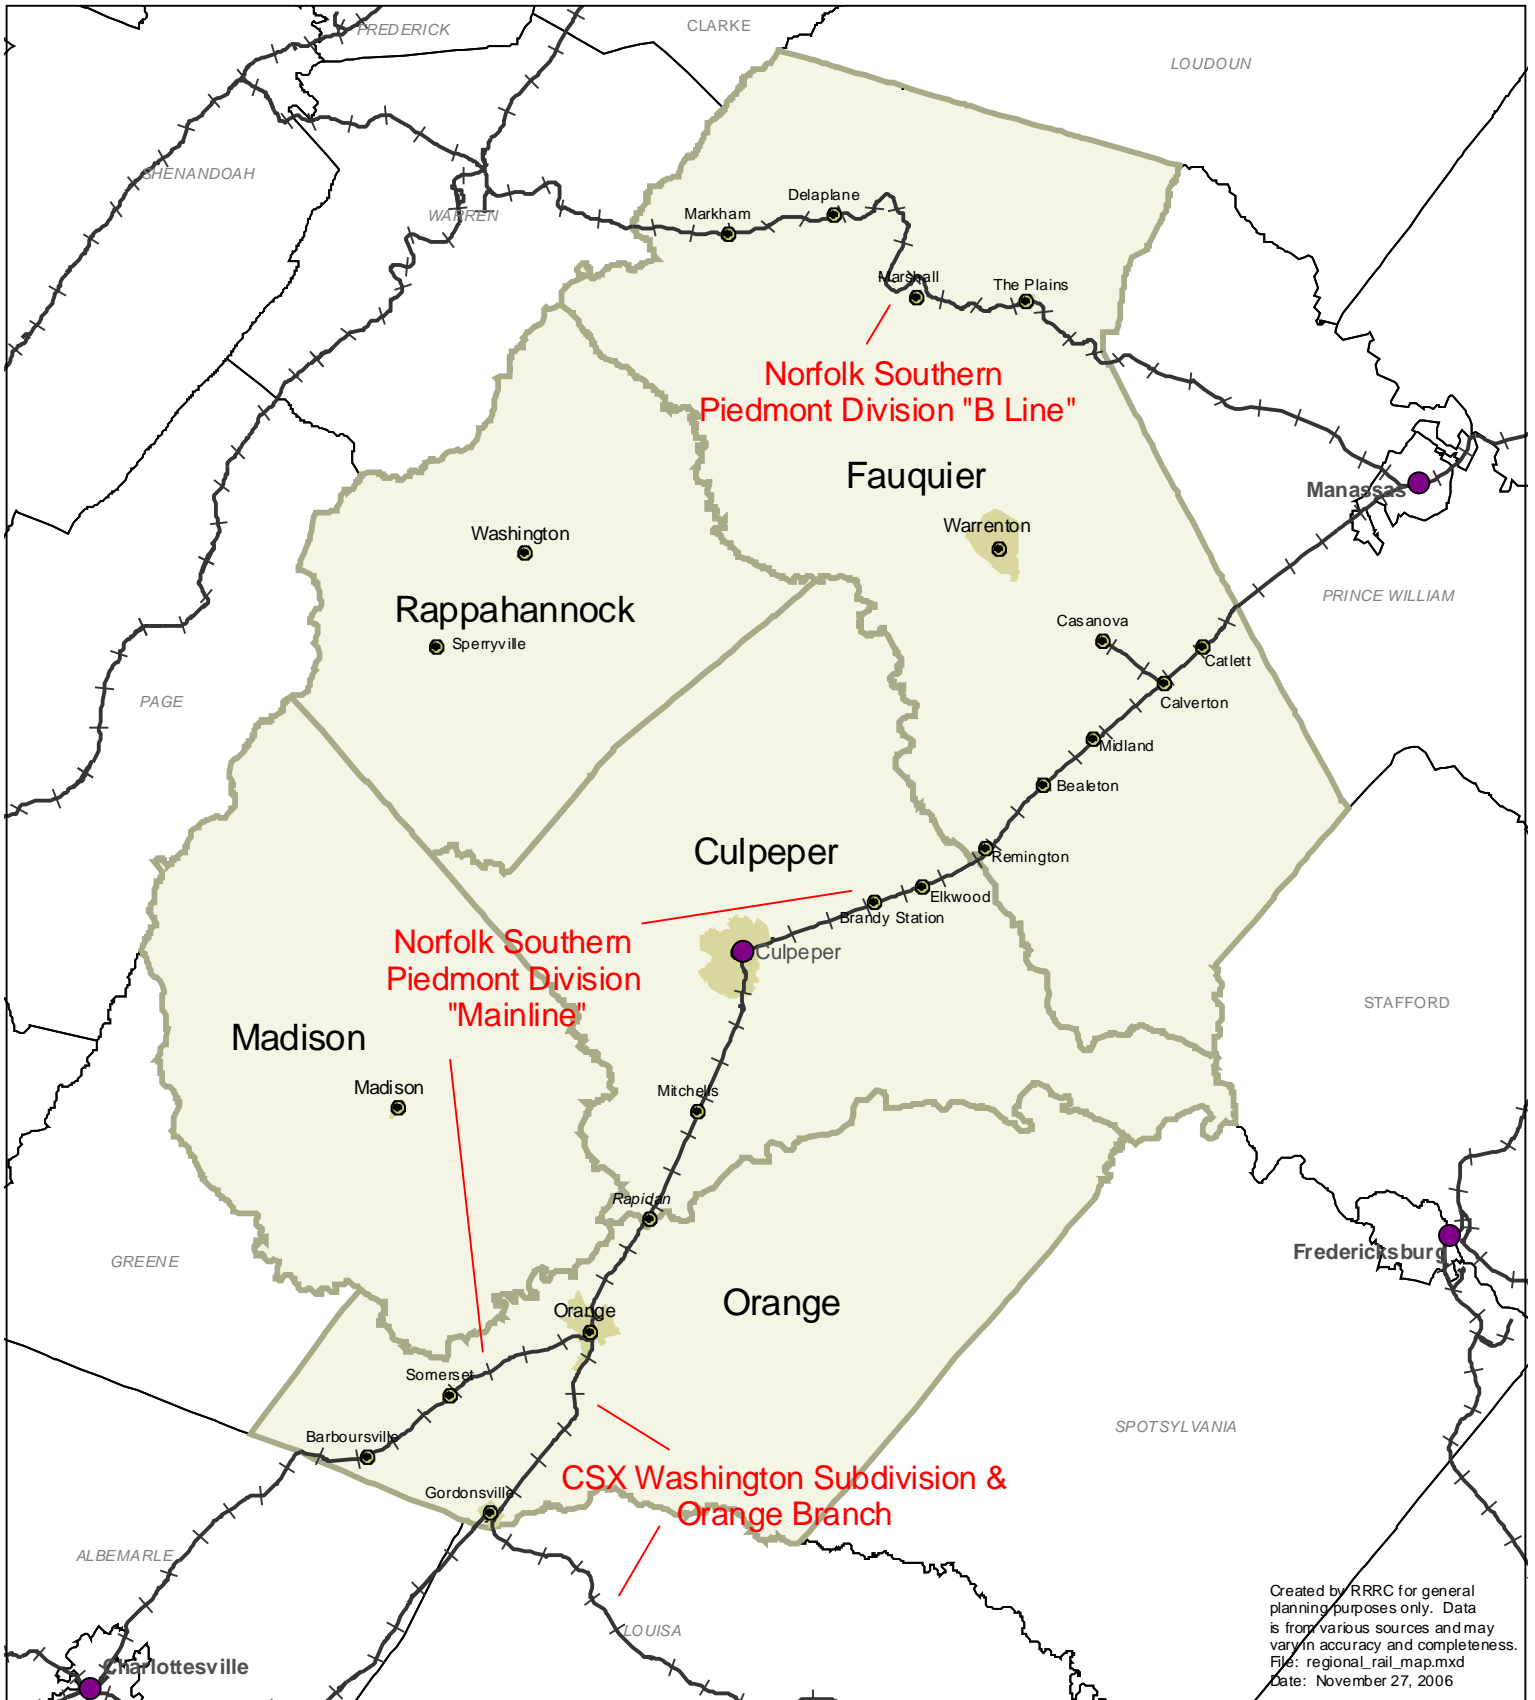 FREDERICK
CLARKE
LOUDOUN
SHENANDOAH
WARREN
Delaplane
Markham
Marshall
The Plains
Norfolk Southern
Piedmont Division "B Line"
Fauquier
Manassas
Warrenton
Washington
Rappahannock
PRINCE WILLIAM
Casanova
Sperryville
Catlett
PAGE
Calverton
Midland
Bealeton
Culpeper
Remington
Elkwood
Brandy Station
Norfolk Southern
Piedmont Division
"Mainline"
Culpeper
STAFFORD
Madison
Madison
Mitchells
Rapidan
GREENE
Fredericksburg
Orange
Orange
Somerset
SPOTSYLVANIA
Barboursville
Gordonsville
CSX Washington Subdivision &
Orange Branch
ALBEMARLE
LOUISA
Charlottesville
Created by RRRC for general
planning purposes only. Data
is from various sources and may
vary in accuracy and completeness.
File: regional_rail_map.mxd
Date: November 27, 2006